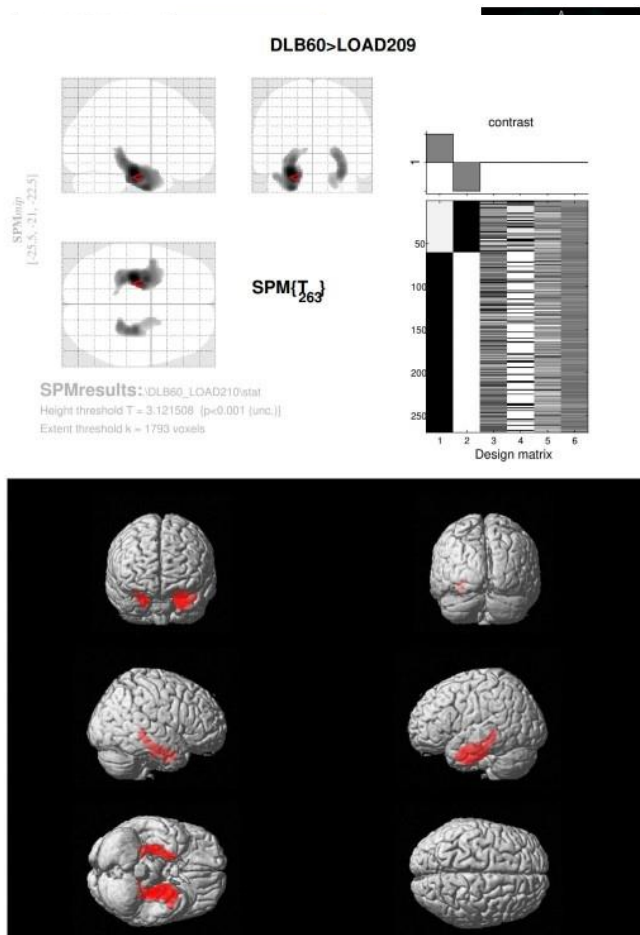 DLB60>LOAD209
contrast
1
SPMmip
[-25.5, -21, -22.5]
SPM{T263}
50
100
150
200
250
1 2 3 4 5 6
Design matrix
SPMresults: .\DLB60_LOAD210\stat
Height threshold T = 3.121508 {p<0.001 (unc.)}
Extent threshold k = 1793 voxels